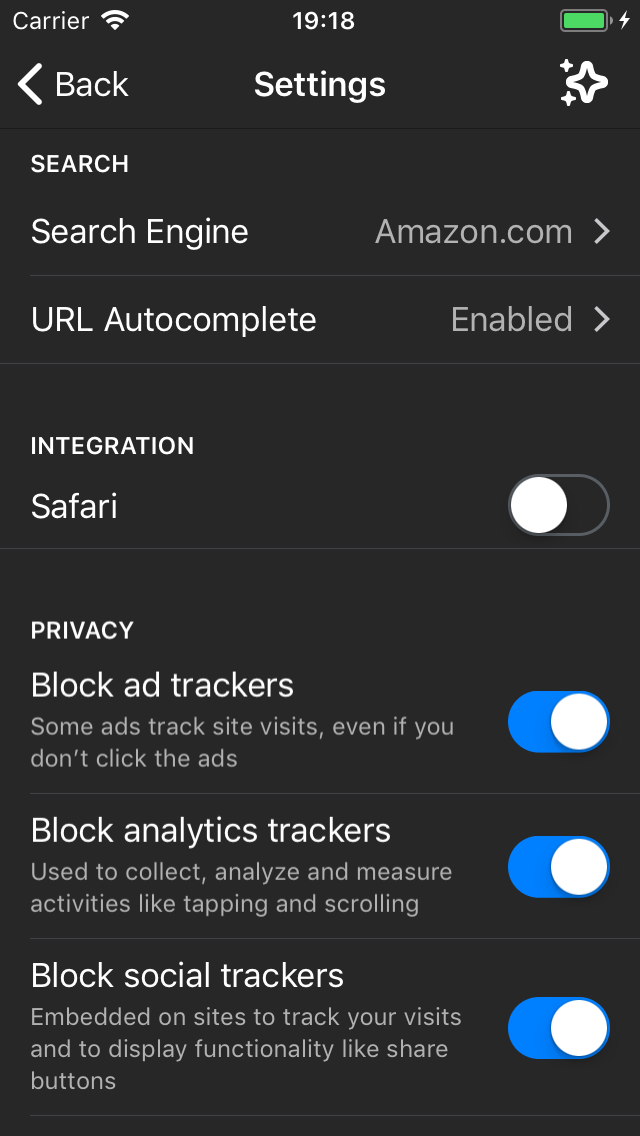 Carrier 19:18
Back Settings
SEARCH
Search Engine Amazon.com
URL Autocomplete Enabled
INTEGRATION
Safari
PRIVACY
Block ad trackers
Some ads track site visits, even if you
don’t click the ads
Block analytics trackers
Used to collect, analyze and measure
activities like tapping and scrolling
Block social trackers
Embedded on sites to track your visits
and to display functionality like share
buttons